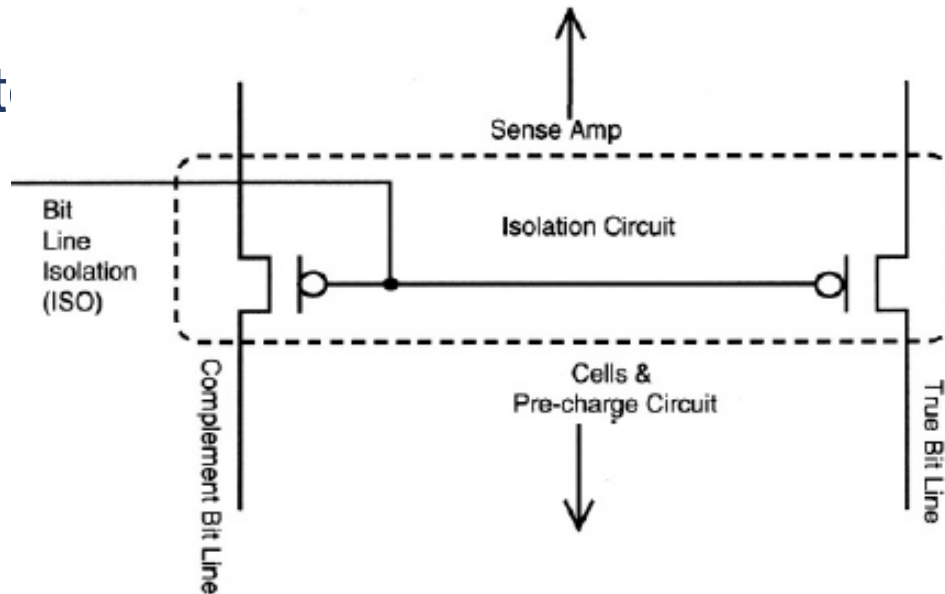 Sense Amp
Bit
Line
Isolation
(ISO)
Isolation Circuit
Cells &
Pre-charge Circuit
Complement Bit Line
True Bit Line